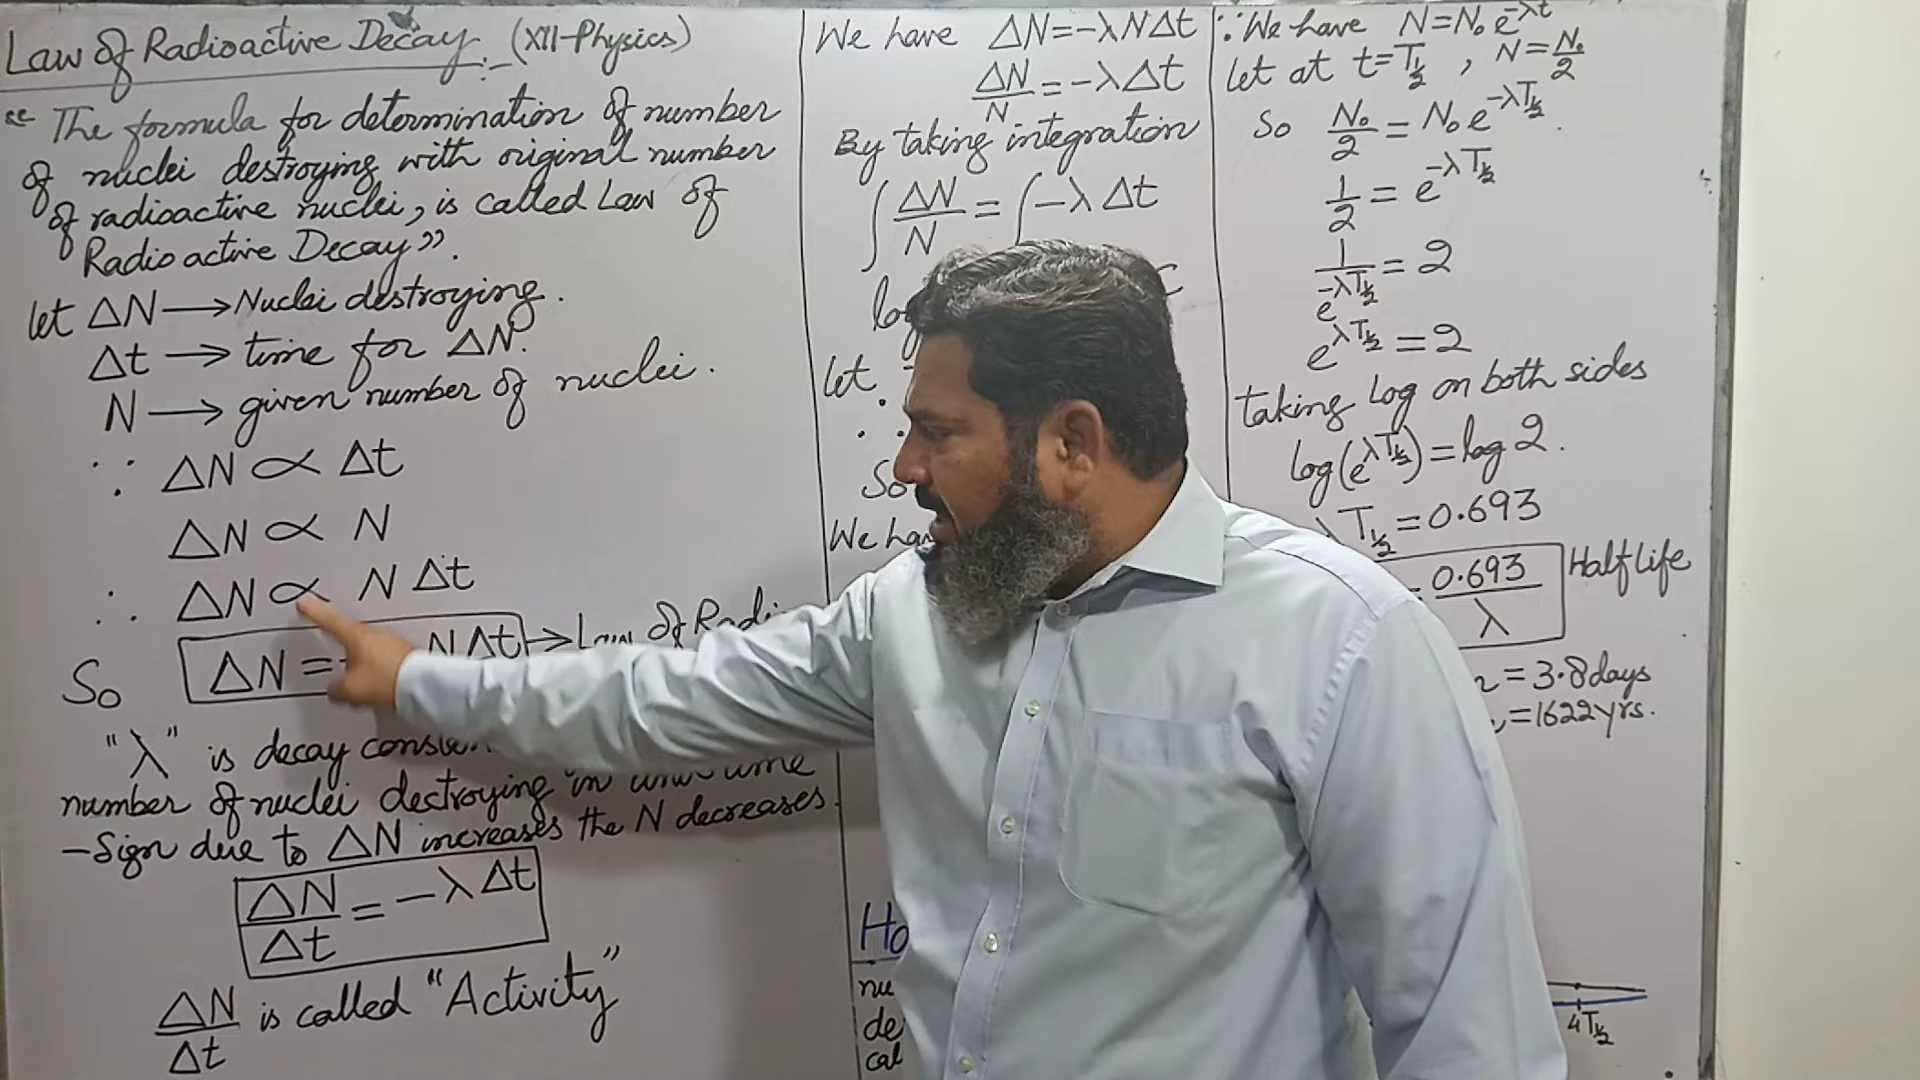 Law of Radioactive Decay. (XII-Physics)
"The formula for determination of number
of nuclei destroying with original number
of radioactive nuclei, is called Law of
Radioactive Decay".
let ΔN → Nuclei destroying.
Δt → time for ΔN.
N → given number of nuclei.
∵ ΔN ∝ Δt
ΔN ∝ N
∴ ΔN ∝ N Δt
So ΔN = N Δt → Law of Radi
"λ" is decay
number of nuclei destroying in
-Sign due to ΔN increases the N decreases.
ΔN/Δt = -λ Δt
ΔN/Δt is called "Activity"
We have ΔN = -λNΔt
ΔN/N = -λΔt
By taking integration
∫ ΔN/N = ∫ -λ Δt
let
So
We
∵ We have N = N₀e^-λt
let at t = T½, N = N₀/2
So N₀/2 = N₀ e^-λT½.
1/2 = e^-λT½
1/e^-λT½ = 2
e^λT½ = 2
taking Log on both sides
log(e^λT½) = log 2.
T½ = 0.693
= 0.693/λ Half Life
= 3.8 days
= 1622 yrs.
4T½